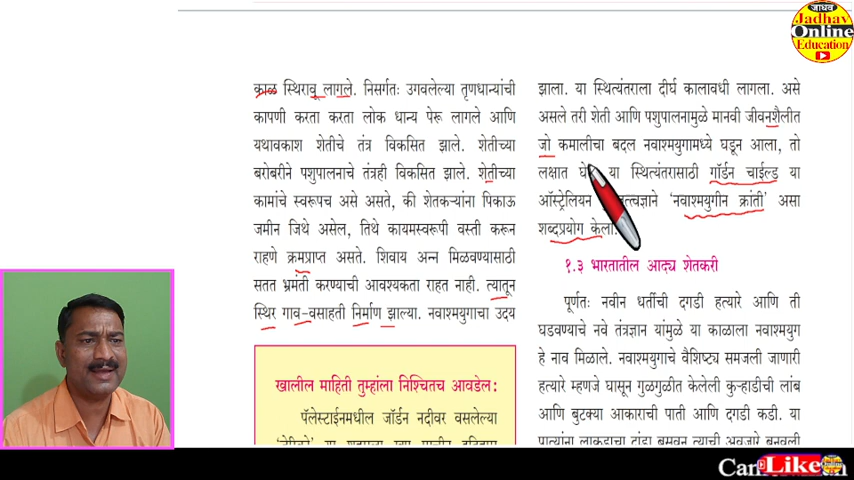 जाधव
Jadhav
Online
Education
काळ स्थिरावू लागले. निसर्गतः उगवलेल्या तृणधान्यांची
कापणी करता करता लोक धान्य पेरू लागले आणि
यथावकाश शेतीचे तंत्र विकसित झाले. शेतीच्या
बरोबरीने पशुपालनाचे तंत्रही विकसित झाले. शेतीच्या
कामांचे स्वरूपच असे असते, की शेतकऱ्यांना पिकाऊ
जमीन जिथे असेल, तिथे कायमस्वरूपी वस्ती करून
राहणे क्रमप्राप्त असते. शिवाय अन्न मिळवण्यासाठी
सतत भ्रमंती करण्याची आवश्यकता राहत नाही. त्यातून
स्थिर गाव-वसाहती निर्माण झाल्या. नवाश्मयुगाचा उदय
खालील माहिती तुम्हांला निश्चितच आवडेल:
पॅलेस्टाईनमधील जॉर्डन नदीवर वसलेल्या
झाला. या स्थित्यंतराला दीर्घ कालावधी लागला. असे
असले तरी शेती आणि पशुपालनामुळे मानवी जीवनशैलीत
जो कमालीचा बदल नवाश्मयुगामध्ये घडून आला, तो
लक्षात या स्थित्यंतरासाठी गॉर्डन चाईल्ड या
ऑस्ट्रेलियन 'नवाश्मयुगीन क्रांती' असा
शब्दप्रयोग केला.
१.३ भारतातील आद्य शेतकरी
पूर्णतः नवीन धर्तीची दगडी हत्यारे आणि ती
घडवण्याचे नवे तंत्रज्ञान यांमुळे या काळाला नवाश्मयुग
हे नाव मिळाले. नवाश्मयुगाचे वैशिष्ट्य समजली जाणारी
हत्यारे म्हणजे घासून गुळगुळीत केलेली कुऱ्हाडीची लांब
आणि बुटक्या आकाराची पाती आणि दगडी कडी. या
पात्यांना लाकडाचा दांडा बसवून त्याची अवजारे बनवली
Like